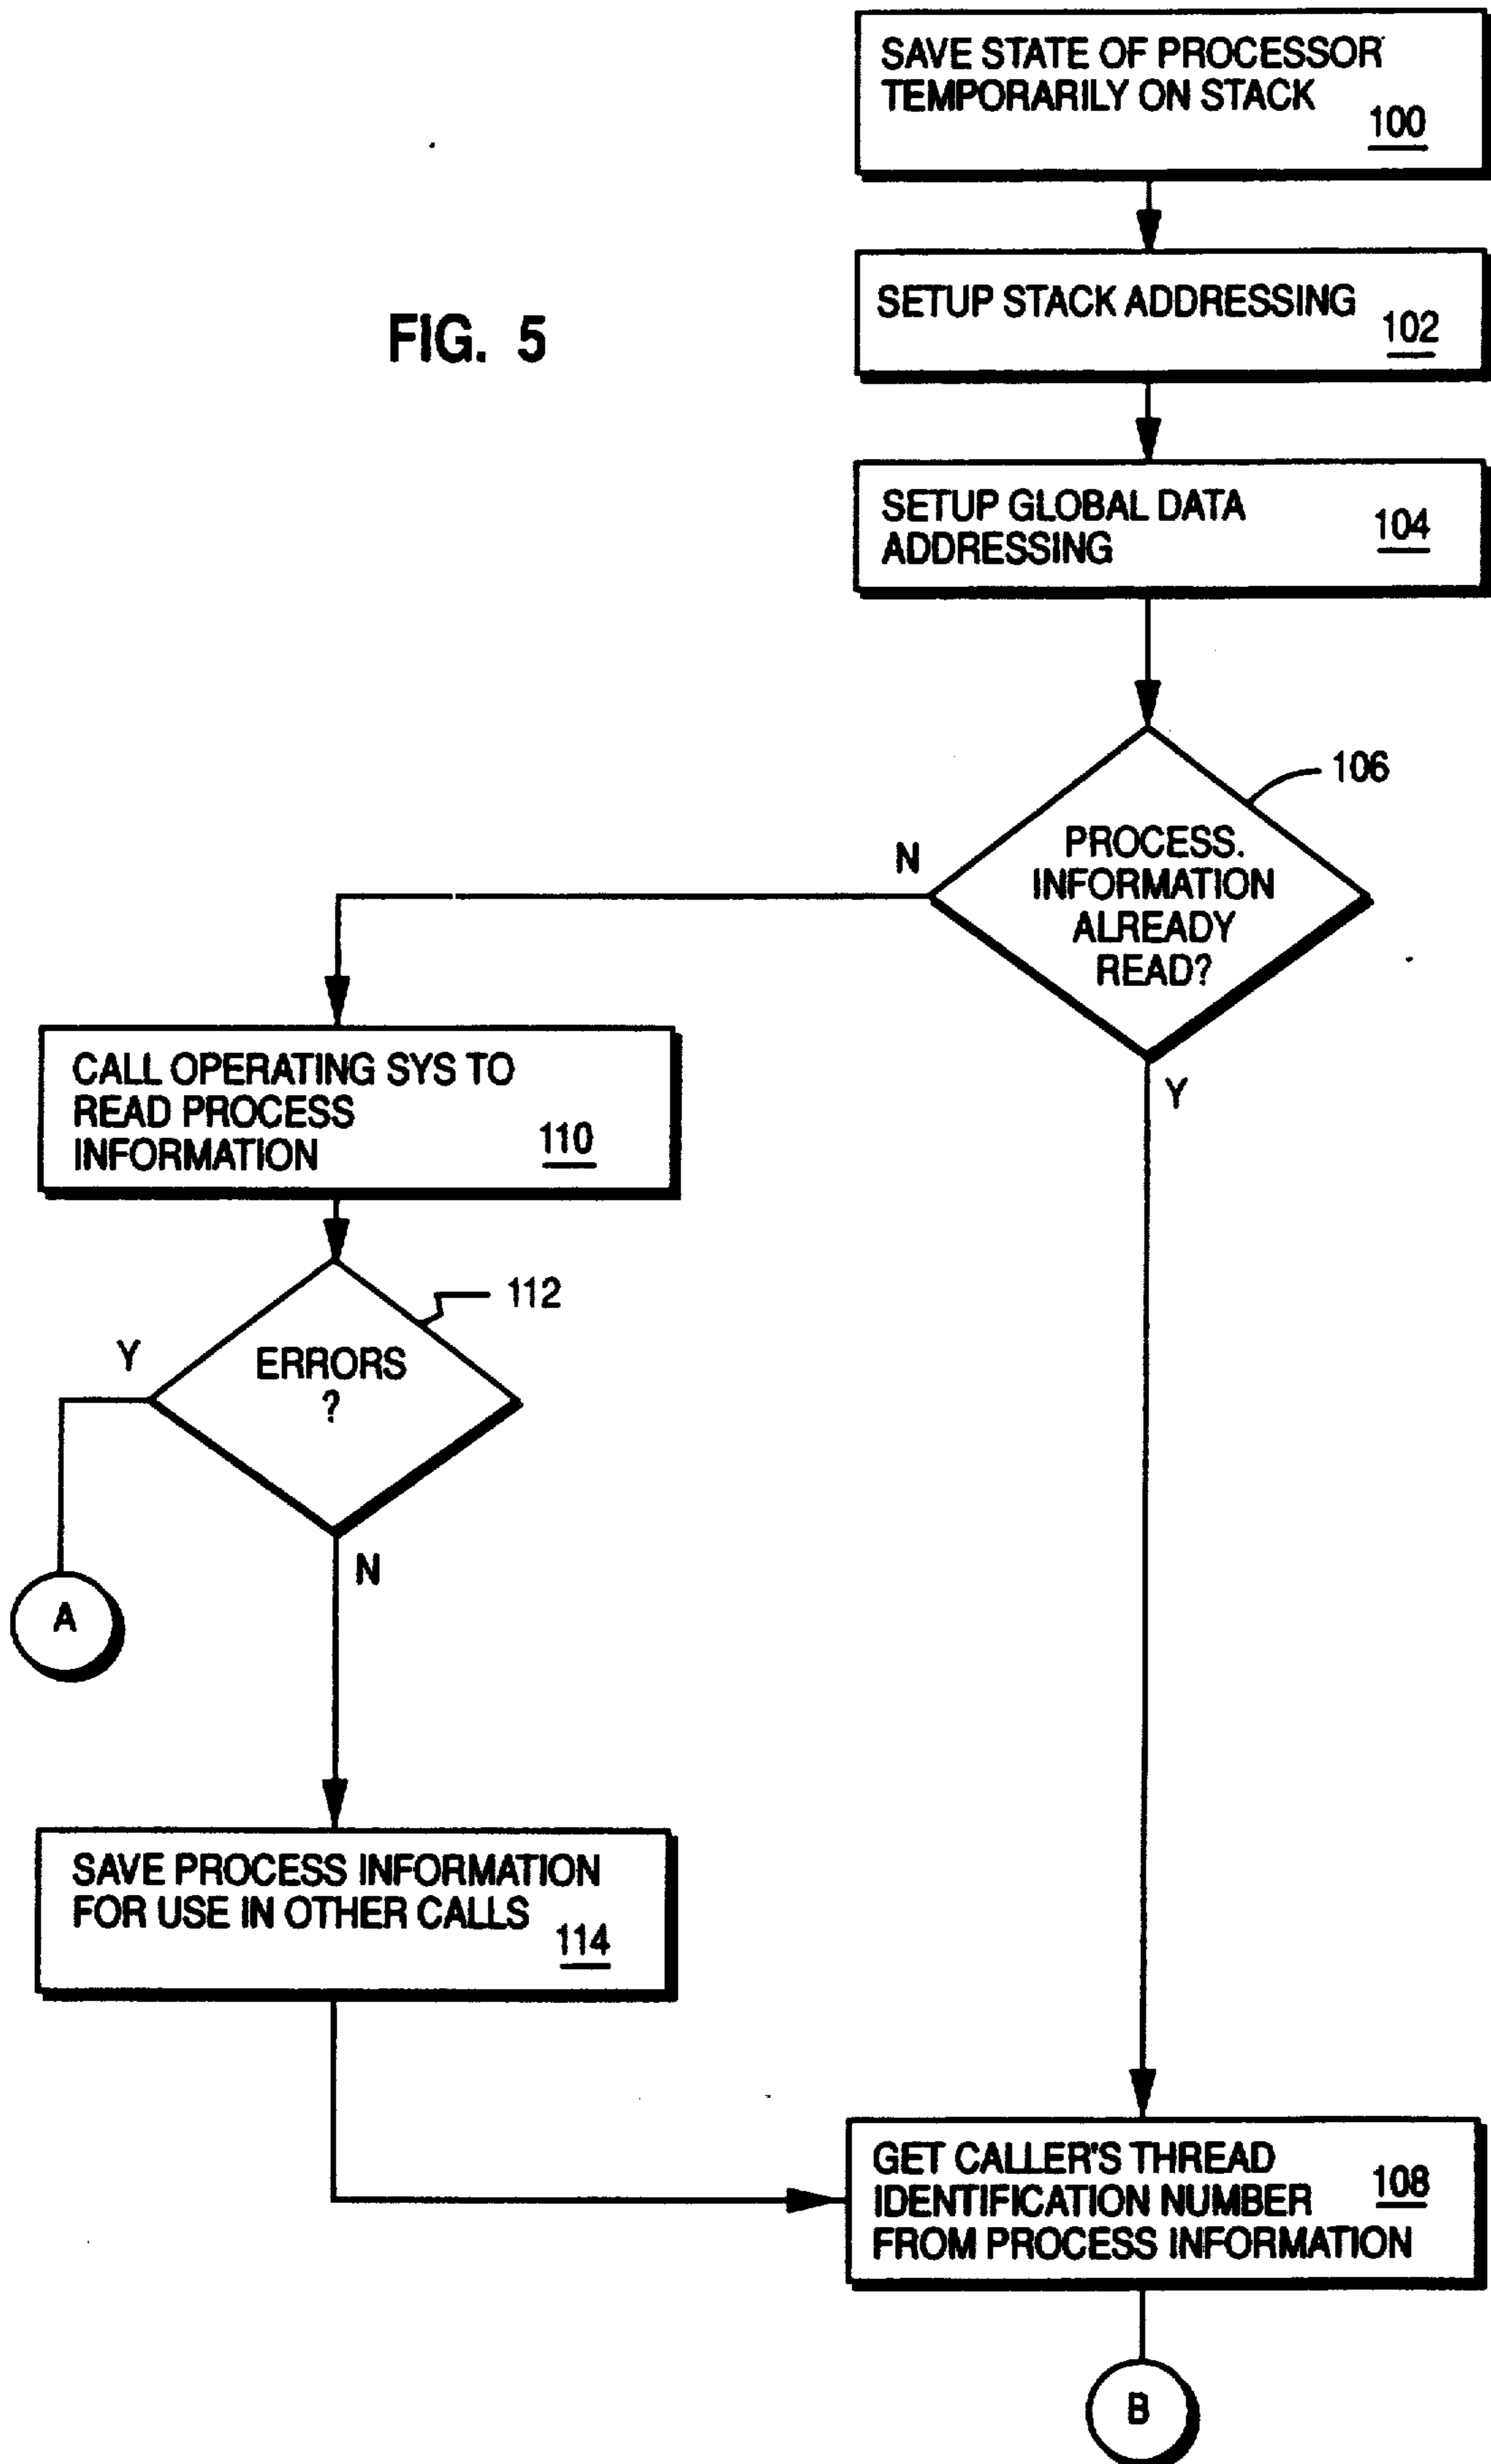 SAVE STATE OF PROCESSOR
TEMPORARILY ON STACK
100
SETUP STACK ADDRESSING
102
FIG. 5
SETUP GLOBAL DATA
ADDRESSING
104
106
PROCESS.
INFORMATION
ALREADY
READ?
N
Y
CALL OPERATING SYS TO
READ PROCESS
INFORMATION
110
112
ERRORS
?
Y
N
A
SAVE PROCESS INFORMATION
FOR USE IN OTHER CALLS
114
GET CALLER'S THREAD
IDENTIFICATION NUMBER
FROM PROCESS INFORMATION
108
B